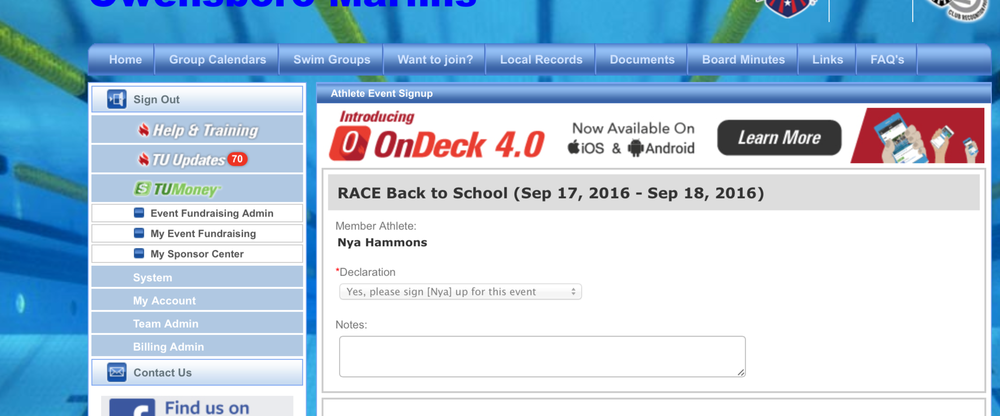 Owensboro Marlins
CLUB RECOGNITION
Home
Group Calendars
Swim Groups
Want to join?
Local Records
Documents
Board Minutes
Links
FAQ's
Sign Out
Help & Training
TU Updates 70
TUMoney
Event Fundraising Admin
My Event Fundraising
My Sponsor Center
System
My Account
Team Admin
Billing Admin
Contact Us
Find us on
Athlete Event Signup
Introducing
OnDeck 4.0
Now Available On
iOS & Android
Learn More
RACE Back to School (Sep 17, 2016 - Sep 18, 2016)
Member Athlete:
Nya Hammons
*Declaration
Yes, please sign [Nya] up for this event
Notes: